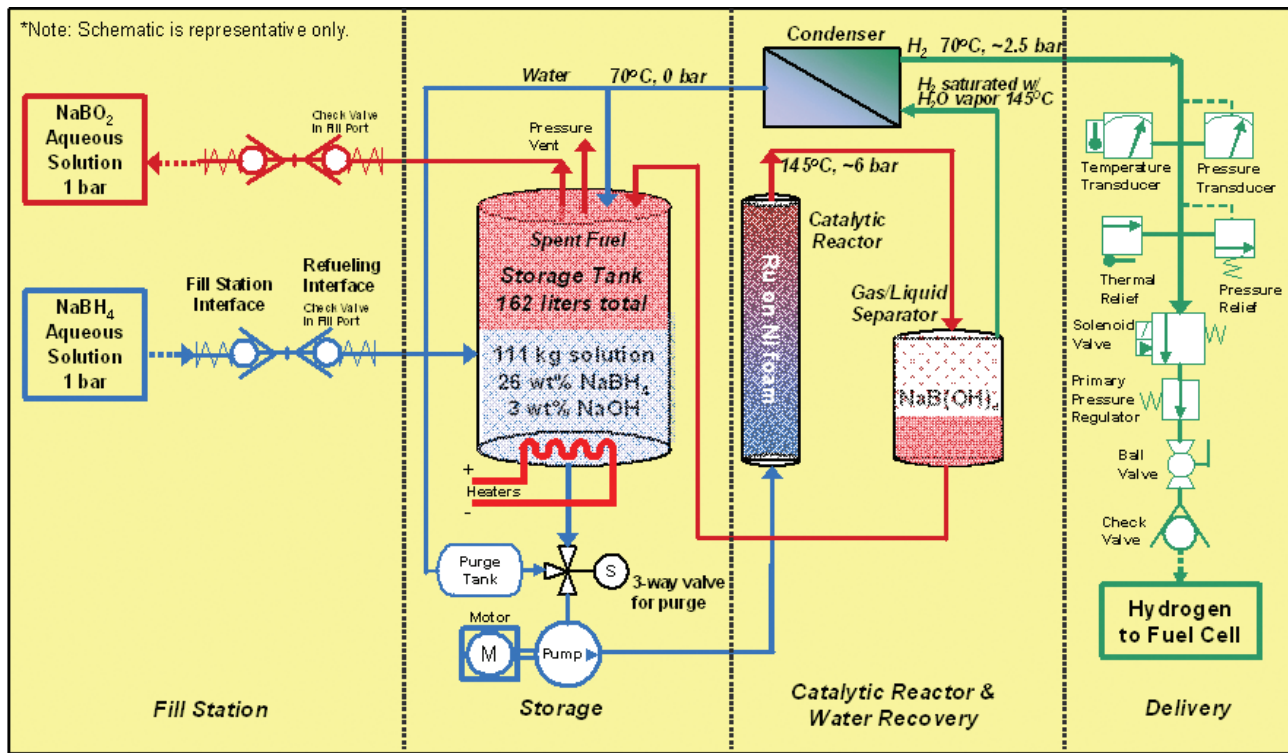 *Note: Schematic is representative only.
NaBO2
Aqueous
Solution
1 bar
Check Valve
in Fill Port
NaBH4
Aqueous
Solution
1 bar
Fill Station
Interface
Refueling
Interface
Check Valve
in Fill Port
Fill Station
Water
70°C, 0 bar
Pressure
Vent
Spent Fuel
Storage Tank
162 liters total
111 kg solution
26 wt% NaBH4
3 wt% NaOH
+
Heaters
-
Purge
Tank
S
3-way valve
for purge
Motor
M
Pump
Storage
Condenser
H2 70°C, ~2.5 bar
H2 saturated w/
H2O vapor 145°C
145°C, ~6 bar
Catalytic
Reactor
Ru on Ni foam
Gas/Liquid
Separator
NaB(OH)4
Catalytic Reactor &
Water Recovery
Temperature
Transducer
Pressure
Transducer
Thermal
Relief
Pressure
Relief
Solenoid
Valve
Primary
Pressure
Regulator
Ball
Valve
Check
Valve
Hydrogen
to Fuel Cell
Delivery